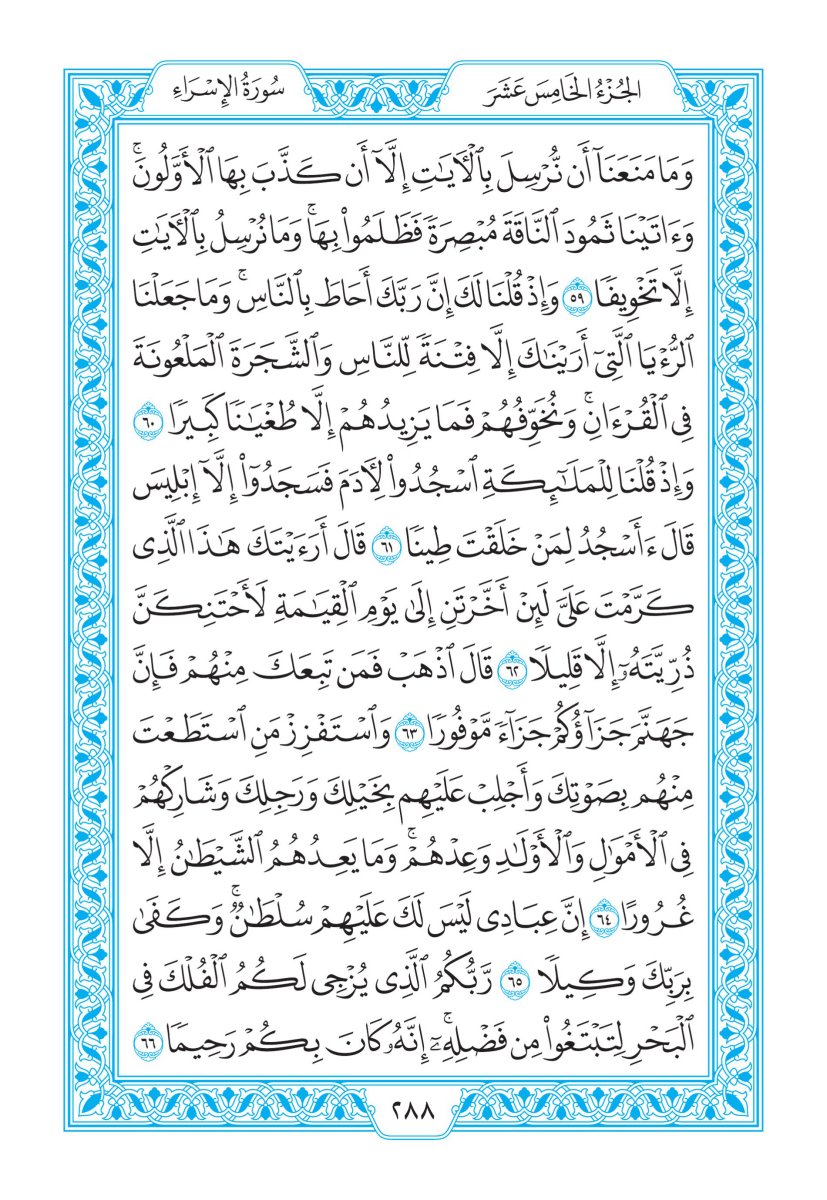 الجُزْءُ الخَامِسَ عَشَرَ
سُورَةُ الإِسْرَاءِ
وَمَا مَنَعَنَآ أَن نُّرْسِلَ بِٱلْأٓيَٰتِ إِلَّآ أَن كَذَّبَ بِهَا ٱلْأَوَّلُونَۚ
وَءَاتَيْنَا ثَمُودَ ٱلنَّاقَةَ مُبْصِرَةً فَظَلَمُوا۟ بِهَاۚ وَمَا نُرْسِلُ بِٱلْأٓيَٰتِ
إِلَّا تَخْوِيفًا ٥٩ وَإِذْ قُلْنَا لَكَ إِنَّ رَبَّكَ أَحَاطَ بِٱلنَّاسِۚ وَمَا جَعَلْنَا
ٱلرُّءْيَا ٱلَّتِىٓ أَرَيْنَٰكَ إِلَّا فِتْنَةً لِّلنَّاسِ وَٱلشَّجَرَةَ ٱلْمَلْعُونَةَ
فِى ٱلْقُرْءَانِۚ وَنُخَوِّفُهُمْ فَمَا يَزِيدُهُمْ إِلَّا طُغْيَٰنًا كَبِيرًا ٦٠
وَإِذْ قُلْنَا لِلْمَلَٰٓئِكَةِ ٱسْجُدُوا۟ لِأٓدَمَ فَسَجَدُوٓا۟ إِلَّآ إِبْلِيسَ
قَالَ ءَأَسْجُدُ لِمَنْ خَلَقْتَ طِينًا ٦١ قَالَ أَرَءَيْتَكَ هَٰذَا ٱلَّذِى
كَرَّمْتَ عَلَىَّ لَئِنْ أَخَّرْتَنِ إِلَىٰ يَوْمِ ٱلْقِيَٰمَةِ لَأَحْتَنِكَنَّ
ذُرِّيَّتَهُۥٓ إِلَّا قَلِيلًا ٦٢ قَالَ ٱذْهَبْ فَمَن تَبِعَكَ مِنْهُمْ فَإِنَّ
جَهَنَّمَ جَزَآؤُكُمْ جَزَآءً مَّوْفُورًا ٦٣ وَٱسْتَفْزِزْ مَنِ ٱسْتَطَعْتَ
مِنْهُم بِصَوْتِكَ وَأَجْلِبْ عَلَيْهِم بِخَيْلِكَ وَرَجِلِكَ وَشَارِكْهُمْ
فِى ٱلْأَمْوَٰلِ وَٱلْأَوْلَٰدِ وَعِدْهُمْۚ وَمَا يَعِدُهُمُ ٱلشَّيْطَٰنُ إِلَّا
غُرُورًا ٦٤ إِنَّ عِبَادِى لَيْسَ لَكَ عَلَيْهِمْ سُلْطَٰنٌۚ وَكَفَىٰ
بِرَبِّكَ وَكِيلًا ٦٥ رَّبُّكُمُ ٱلَّذِى يُزْجِى لَكُمُ ٱلْفُلْكَ فِى
ٱلْبَحْرِ لِتَبْتَغُوا۟ مِن فَضْلِهِۦٓۚ إِنَّهُۥ كَانَ بِكُمْ رَحِيمًا ٦٦
٢٨٨